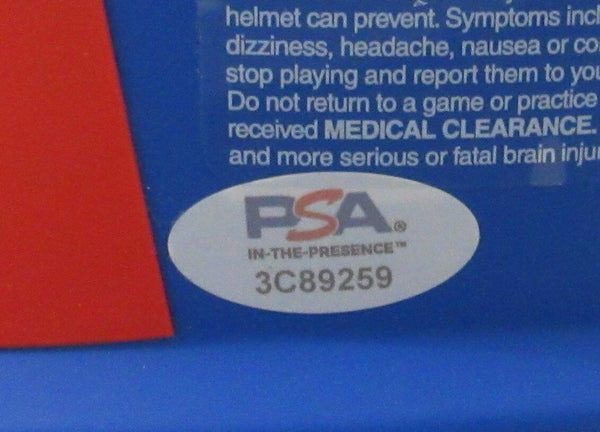 helmet can prevent. Symptoms incl
dizziness, headache, nausea or co
stop playing and report them to you
Do not return to a game or practice
received MEDICAL CLEARANCE.
and more serious or fatal brain injur
PSA®
IN-THE-PRESENCE™
3C89259